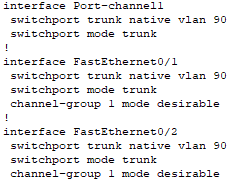 interface Port-channel1
switchport trunk native vlan 90
switchport mode trunk
!
interface FastEthernet0/1
switchport trunk native vlan 90
switchport mode trunk
channel-group 1 mode desirable
!
interface FastEthernet0/2
switchport trunk native vlan 90
switchport mode trunk
channel-group 1 mode desirable